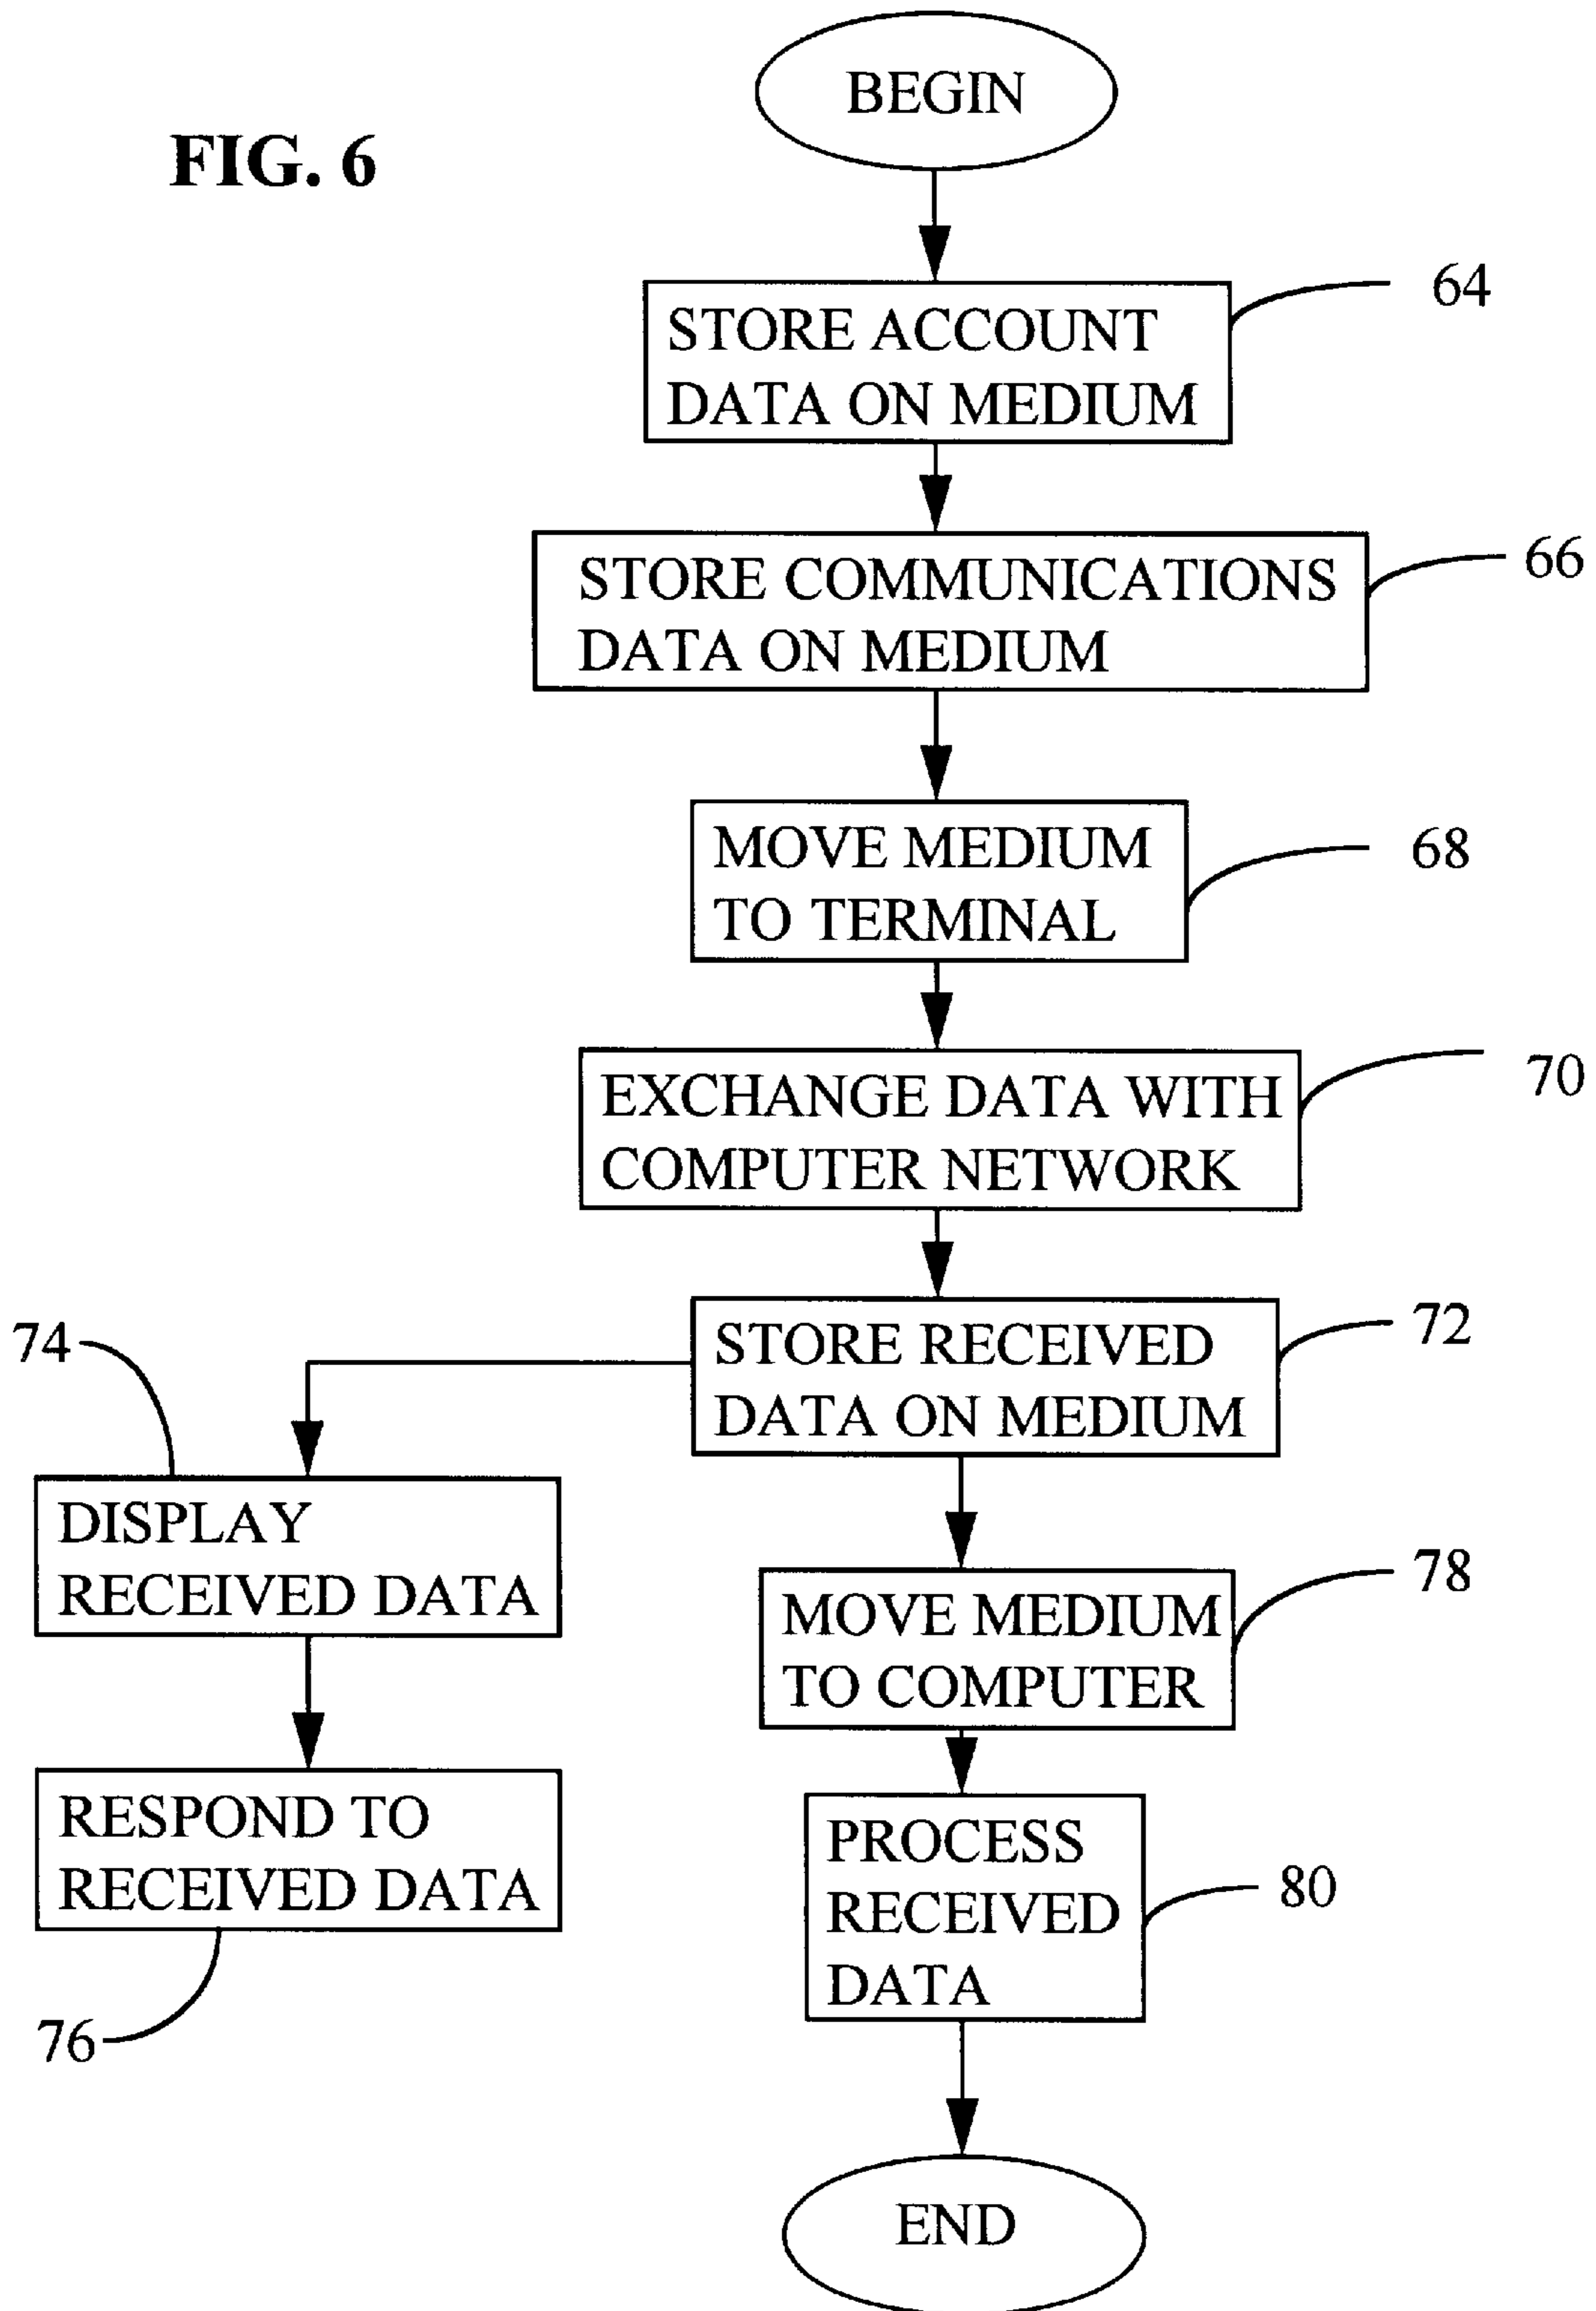 BEGIN
FIG. 6
64
STORE ACCOUNT
DATA ON MEDIUM
66
STORE COMMUNICATIONS
DATA ON MEDIUM
68
MOVE MEDIUM
TO TERMINAL
70
EXCHANGE DATA WITH
COMPUTER NETWORK
72
STORE RECEIVED
DATA ON MEDIUM
74
DISPLAY
RECEIVED DATA
78
MOVE MEDIUM
TO COMPUTER
RESPOND TO
RECEIVED DATA
76
PROCESS
RECEIVED
DATA
80
END